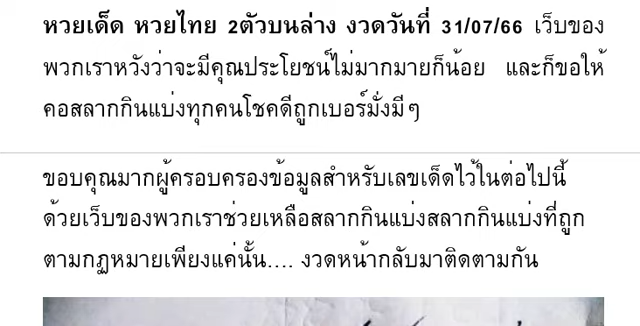 หวยเด็ด หวยไทย 2ตัวบนล่าง งวดวันที่ 31/07/66 เว็บของ
พวกเราหวังว่าจะมีคุณประโยชน์ไม่มากมายก็น้อย และก็ขอให้
คอสลากกินแบ่งทุกคนโชคดีถูกเบอร์มั่งมีๆ
ขอบคุณมากผู้ครอบครองข้อมูลสำหรับเลขเด็ดไว้ในต่อไปนี้
ด้วยเว็บของพวกเราช่วยเหลือสลากกินแบ่งสลากกินแบ่งที่ถูก
ตามกฏหมายเพียงแค่นั้น.... งวดหน้ากลับมาติดตามกัน